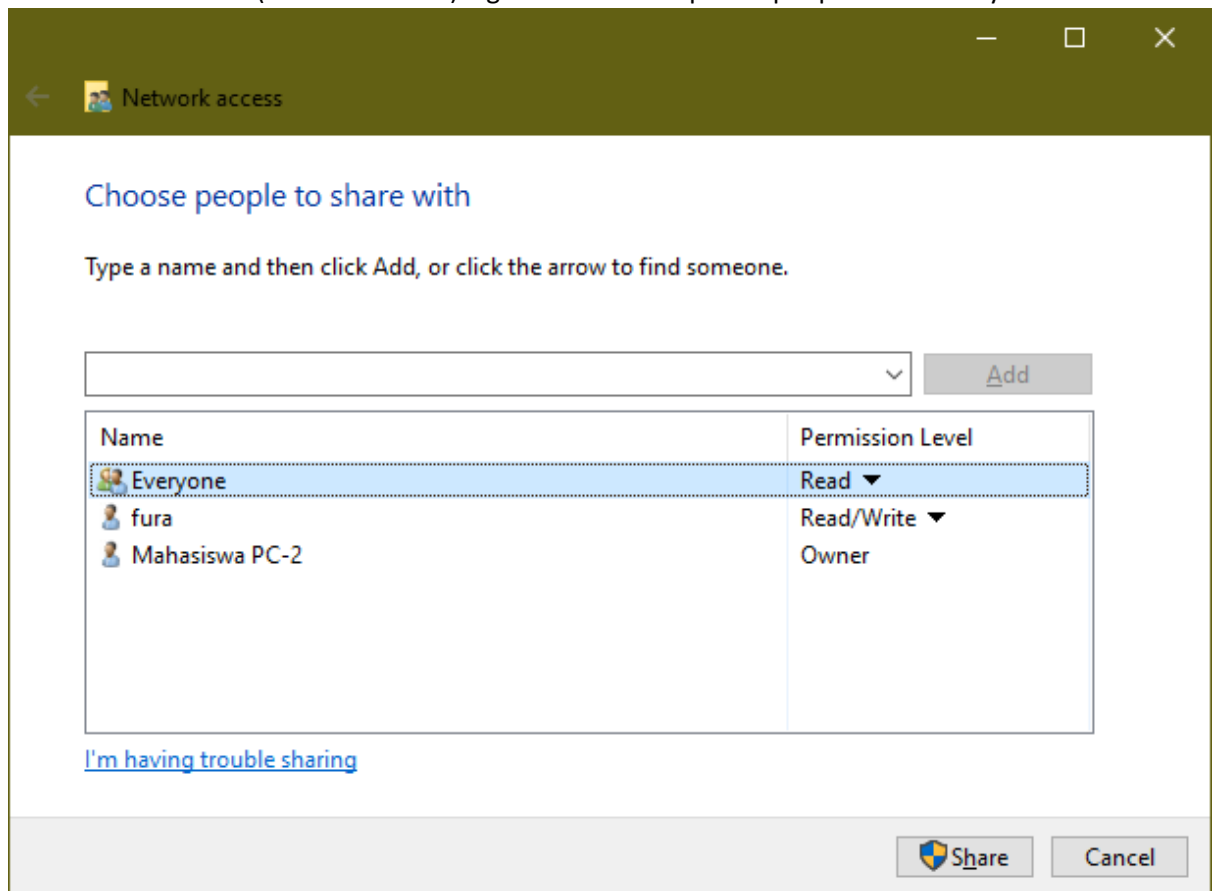 Network access
Choose people to share with
Type a name and then click Add, or click the arrow to find someone.
Add
Name Permission Level
Everyone Read
fura Read/Write
Mahasiswa PC-2 Owner
I'm having trouble sharing
Share Cancel